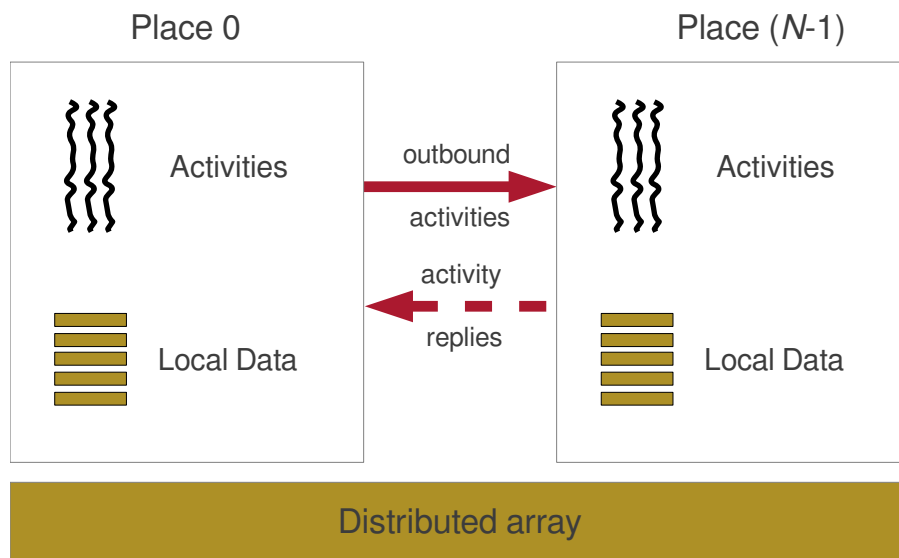 Place 0
Place (N-1)
Activities
outbound
activities
Activities
activity
replies
Local Data
Local Data
Distributed array